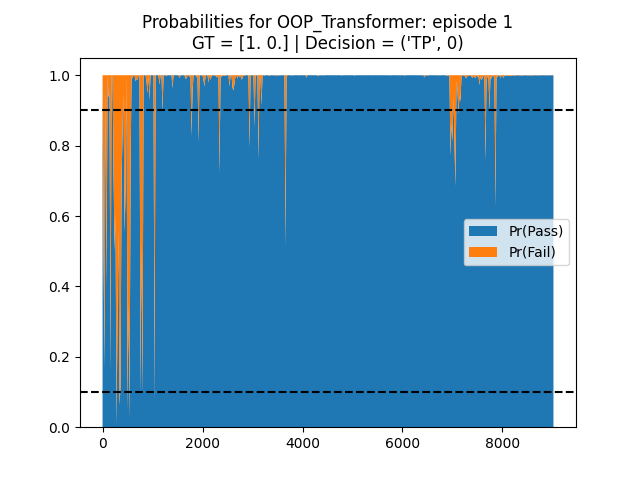 Probabilities for OOP_Transformer: episode 1
GT = [1. 0.] | Decision = ('TP', 0)
1.0
0.8
0.6
0.4
0.2
0.0
Pr(Pass)
Pr(Fail)
0
2000
4000
6000
8000